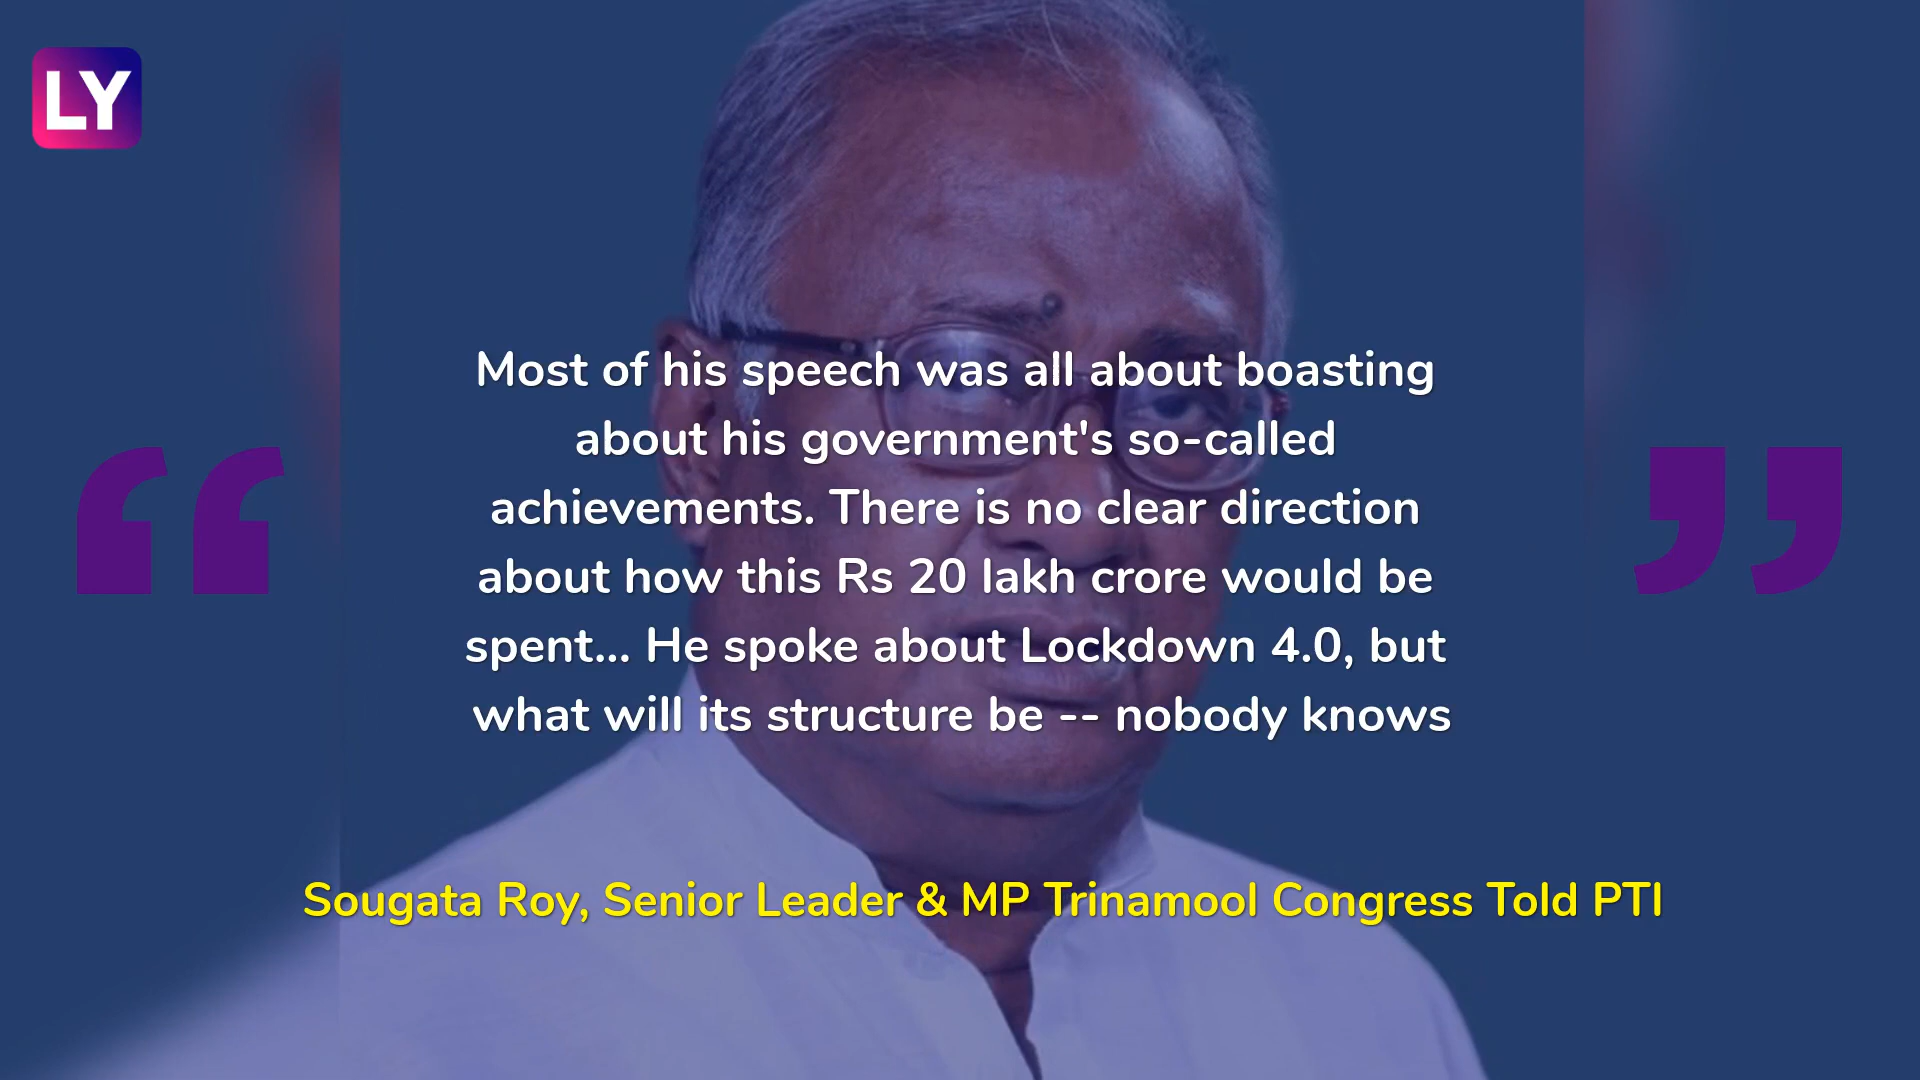 LY
Most of his speech was all about boasting
about his government's so-called
achievements. There is no clear direction
about how this Rs 20 lakh crore would be
spent... He spoke about Lockdown 4.0, but
what will its structure be -- nobody knows
Sougata Roy, Senior Leader & MP Trinamool Congress Told PTI